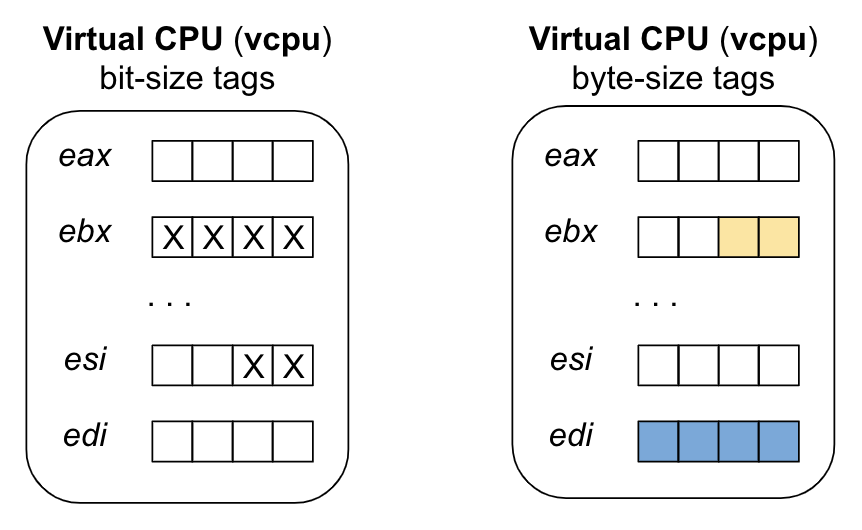 Virtual CPU (vcpu)
bit-size tags
eax
ebx X X X X
. . .
esi X X
edi
Virtual CPU (vcpu)
byte-size tags
eax
ebx
. . .
esi
edi